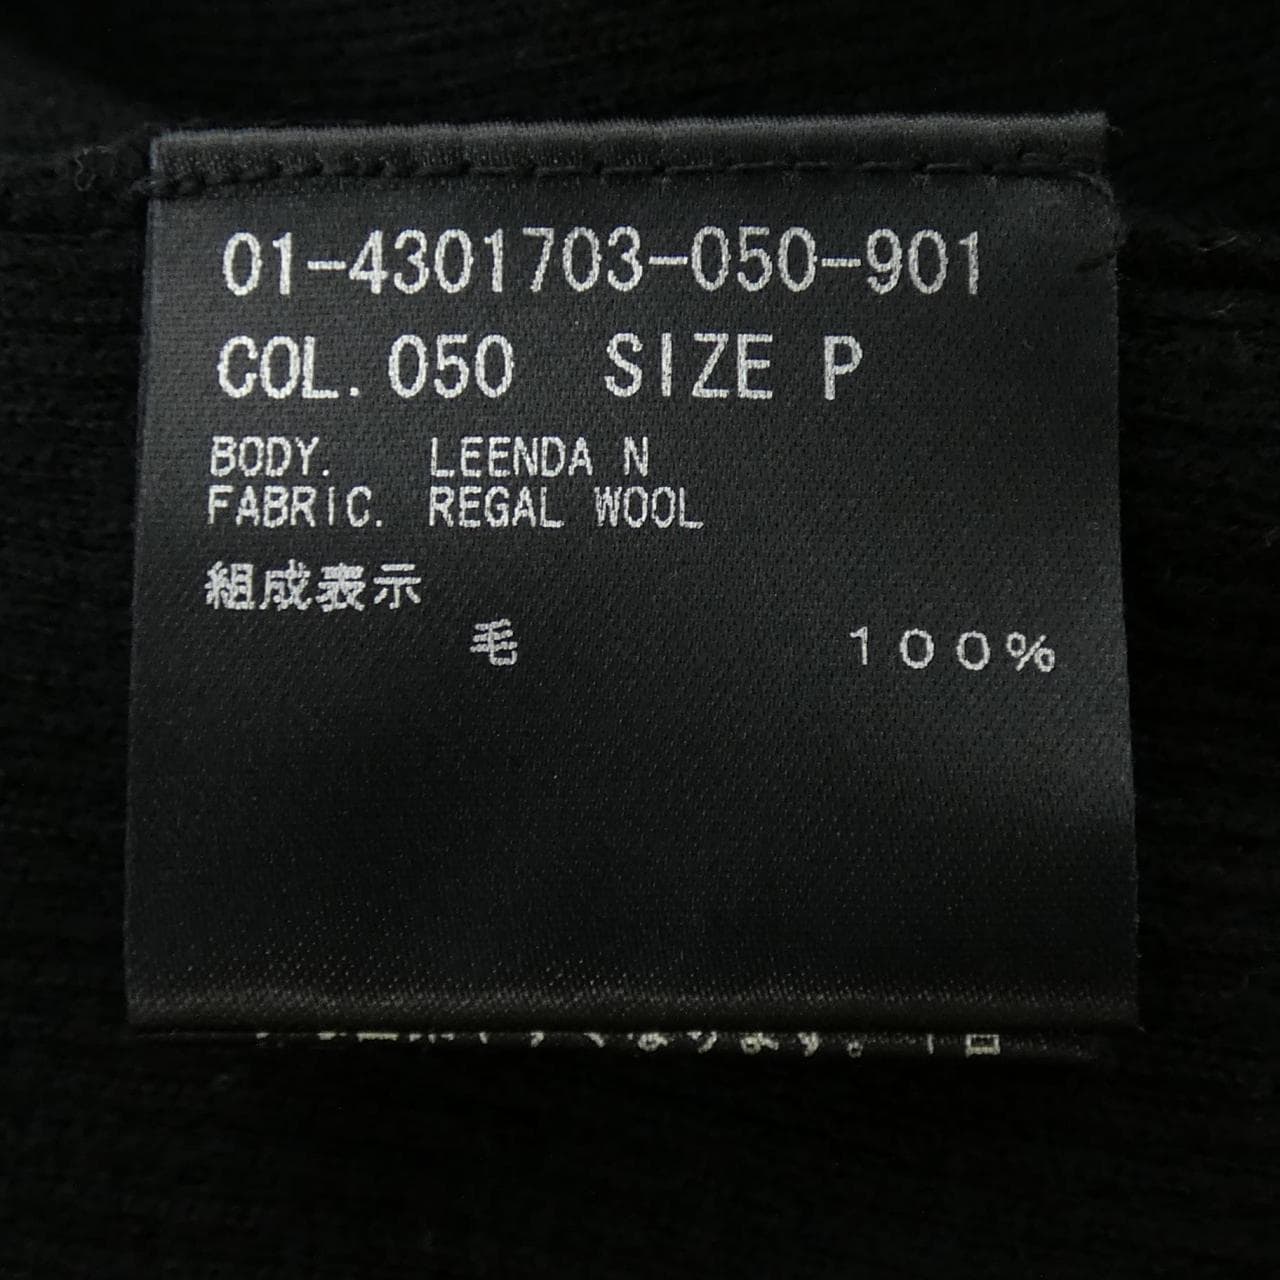 01-4301703-050-901
COL. 050 SIZE P
BODY. LEENDA N
FABRIC. REGAL WOOL
組成表示
毛 100%